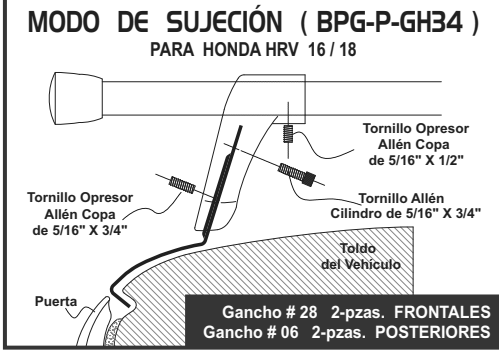 MODO DE SUJECIÓN ( BPG-P-GH34 )
PARA HONDA HRV 16 / 18
Tornillo Opresor
Allén Copa
de 5/16" X 1/2"
Tornillo Opresor
Allén Copa
de 5/16" X 3/4"
Tornillo Allén
Cilindro de 5/16" X 3/4"
Toldo
del Vehículo
Puerta
Gancho # 28 2-pzas. FRONTALES
Gancho # 06 2-pzas. POSTERIORES